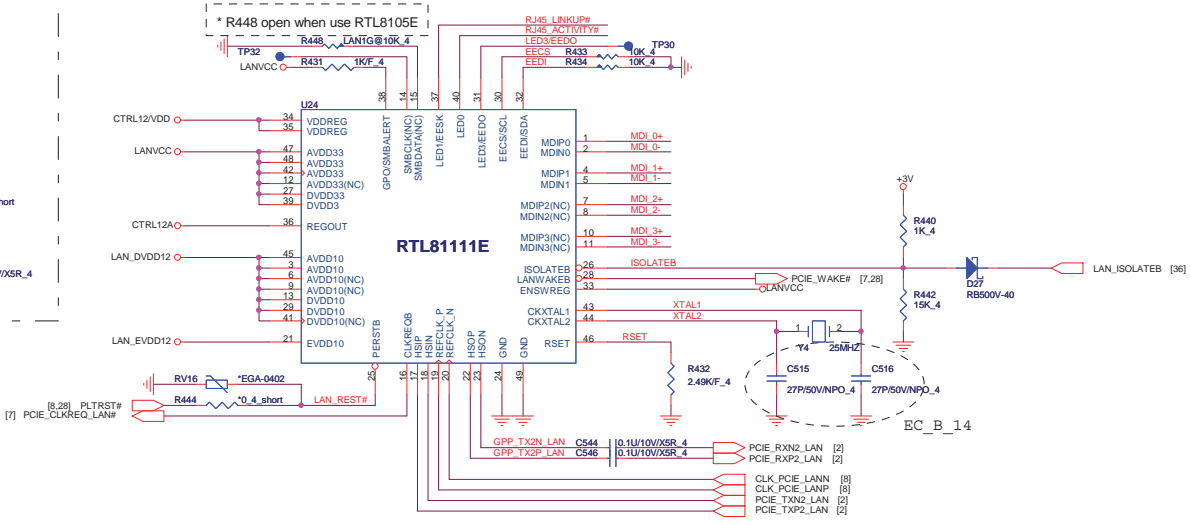 * R448 open when use RTL8105E
R448 LAN1G@10K_4
TP32
LANVCC R431 1K/F_4
RJ45_LINKUP#
RJ45_ACTIVITY#
LED3/EEDO TP30
EECS R433 10K_4
EEDI R434 10K_4
38 14 15 37 40 31 30 32
U24
GPO/SMBALERT
SMBCLK(NC)
SMBDATA(NC)
LED1/EESK
LED0
LED3/EEDO
EECS/SCL
EEDI/SDA
CTRL12/VDD 34 VDDREG
35 VDDREG
LANVCC 47 AVDD33
48 AVDD33
42 AVDD33
12 AVDD33(NC)
27 DVDD33
39 DVDD3
CTRL12A 36 REGOUT
LAN_DVDD12 45 AVDD10
3 AVDD10
6 AVDD10(NC)
9 AVDD10(NC)
13 DVDD10
29 DVDD10
41 DVDD10(NC)
LAN_EVDD12 21 EVDD10
RTL81111E
MDIP0 1 MDI_0+
MDIN0 2 MDI_0-
MDIP1 4 MDI_1+
MDIN1 5 MDI_1-
MDIP2(NC) 7 MDI_2+
MDIN2(NC) 8 MDI_2-
MDIP3(NC) 10 MDI_3+
MDIN3(NC) 11 MDI_3-
ISOLATEB 26 ISOLATEB
LANWAKEB 28 PCIE_WAKE# [7,28]
ENSWREG 33 LANVCC
CKXTAL1 43 XTAL1
CKXTAL2 44 XTAL2
RSET 46 RSET
PERSTB
CLKREQB
HSIP
HSIN
REFCLK_P
REFCLK_N
HSOP
HSON
GND
GND
25 16 17 18 19 20 22 23 24 49
+3V
R440
1K_4
D27
RB500V-40
LAN_ISOLATEB [36]
R442
15K_4
1 2
Y4 25MHZ
C515
27P/50V/NPO_4
C516
27P/50V/NPO_4
EC_B_14
R432
2.49K/F_4
RV16 *EGA-0402
R444 *0_4_short LAN_REST#
[8,28] PLTRST#
[7] PCIE_CLKREQ_LAN#
GPP_TX2N_LAN C544 0.1U/10V/X5R_4 PCIE_RXN2_LAN [2]
GPP_TX2P_LAN C546 0.1U/10V/X5R_4 PCIE_RXP2_LAN [2]
CLK_PCIE_LANN [8]
CLK_PCIE_LANP [8]
PCIE_TXN2_LAN [2]
PCIE_TXP2_LAN [2]
short
/X5R_4